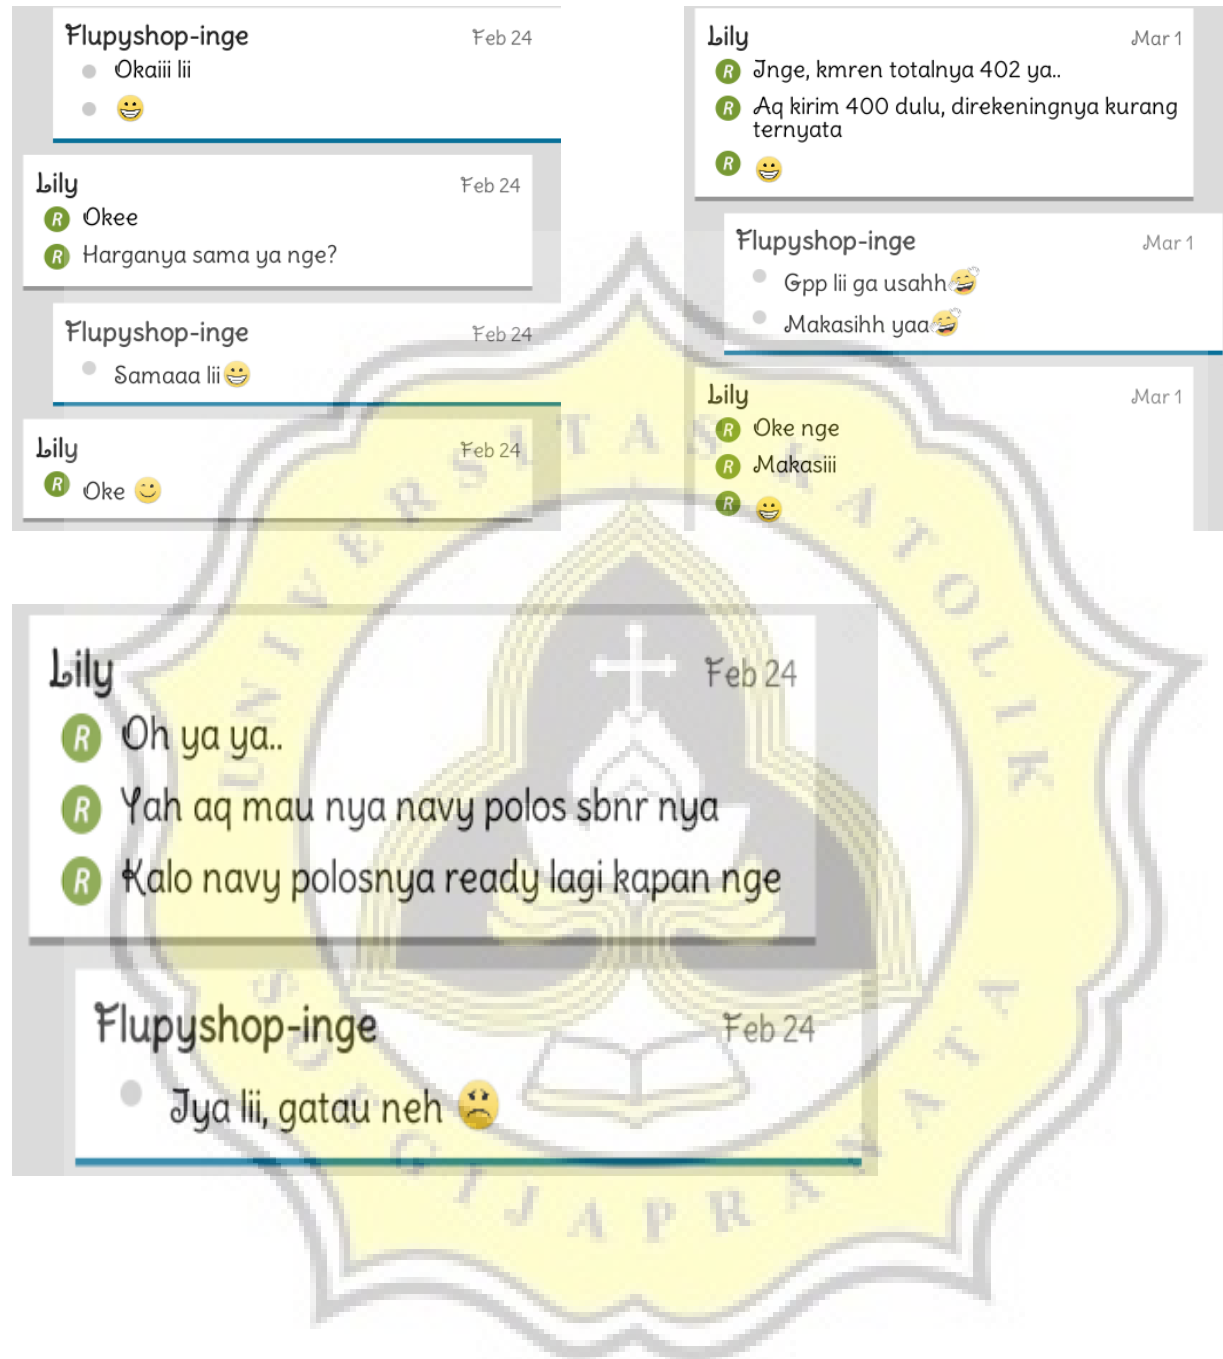 Flupyshop-inge Feb 24
Okaiii lii
😀
Lily Feb 24
R Okee
R Harganya sama ya nge?
Flupyshop-inge Feb 24
Samaaa lii😀
Lily Feb 24
R Oke 😉
Lily Mar 1
R Inge, kmren totalnya 402 ya..
R Aq kirim 400 dulu, direkeningnya kurang
ternyata
R 😀
Flupyshop-inge Mar 1
Gpp lii ga usahh😂
Makasihh yaa😂
Lily Mar 1
R Oke nge
R Makasiii
R 😀
Lily Feb 24
R Oh ya ya..
R Yah aq mau nya navy polos sbnr nya
R Kalo navy polosnya ready lagi kapan nge
Flupyshop-inge Feb 24
Iya lii, gatau neh 😟
UNIVERSITAS KATOLIK
SOEGIJAPRANATA